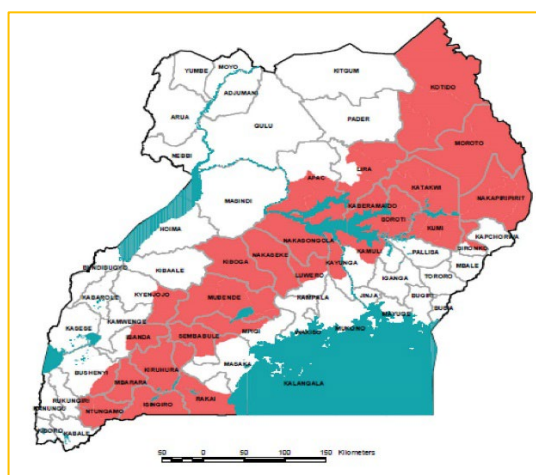 YUMBE
MOYO
ADJUMANI
KITGUM
KOTIDO
ARUA
GULU
PADER
NEBBI
MOROTO
APAC
LIRA
KATAKWI
NAKAPIRIPIRIT
KABERAMAIDO
MASINDI
SOROTI
KUMI
KAPCHORWA
HOIMA
NAKASONGOLA
KAMULI
PALLISA
SIRONKO
KIBOGA
NAKASEKE
KAYUNGA
MBALE
BUNDIBUGYO
KIBAALE
LUWERO
IGANGA
TORORO
KABAROLE
KYENJOJO
MUBENDE
KAMPALA
JINJA
BUGIRI
KAMWENGE
MAYUGE
BUSIA
KASESE
IBANDA
SEMBABULE
MPIGI
WAKISO
MUKONO
MASAKA
BUSHENYI
KIRUHURA
KALANGALA
RUKUNGIRI
MBARARA
RAKAI
KANUNGU
ISINGIRO
NTUNGAMO
KISORO
KABALE
50 0 50 100 150 Kilometers